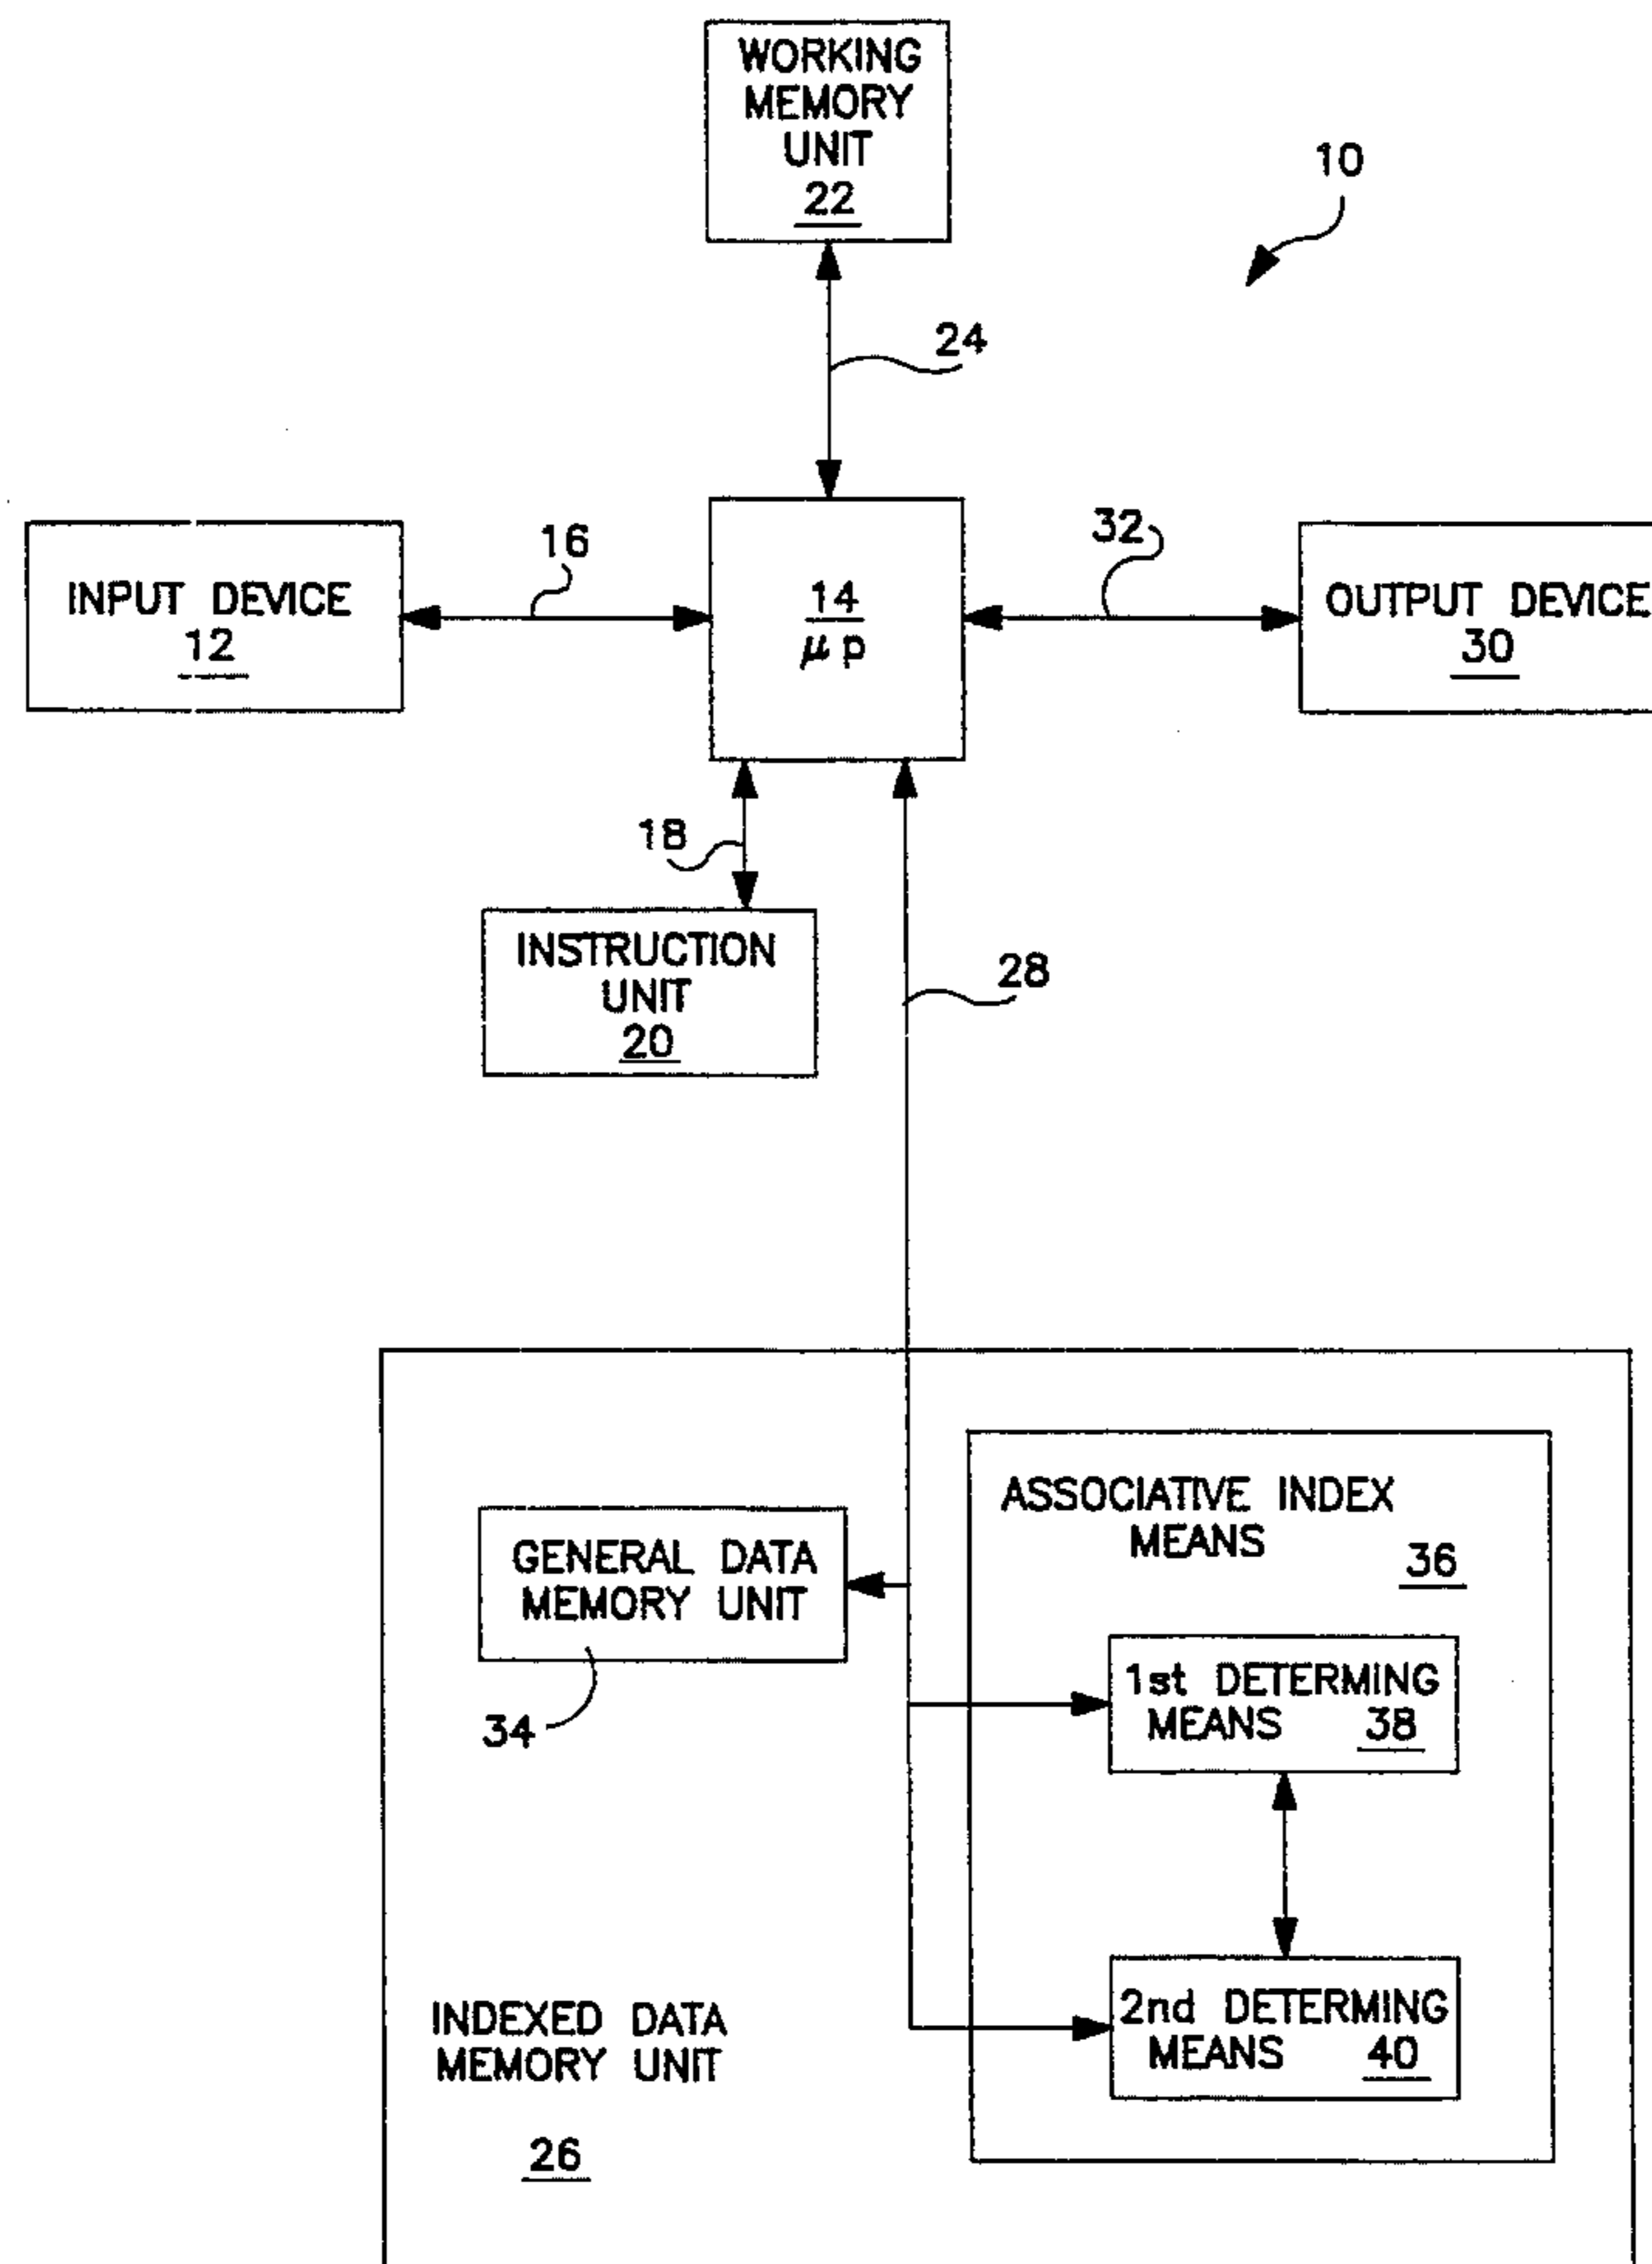 WORKING
MEMORY
UNIT
22
10
24
INPUT DEVICE
12
16
14
μp
32
OUTPUT DEVICE
30
18
INSTRUCTION
UNIT
20
28
ASSOCIATIVE INDEX
MEANS
36
GENERAL DATA
MEMORY UNIT
34
1st DETERMING
MEANS 38
2nd DETERMING
MEANS 40
INDEXED DATA
MEMORY UNIT
26